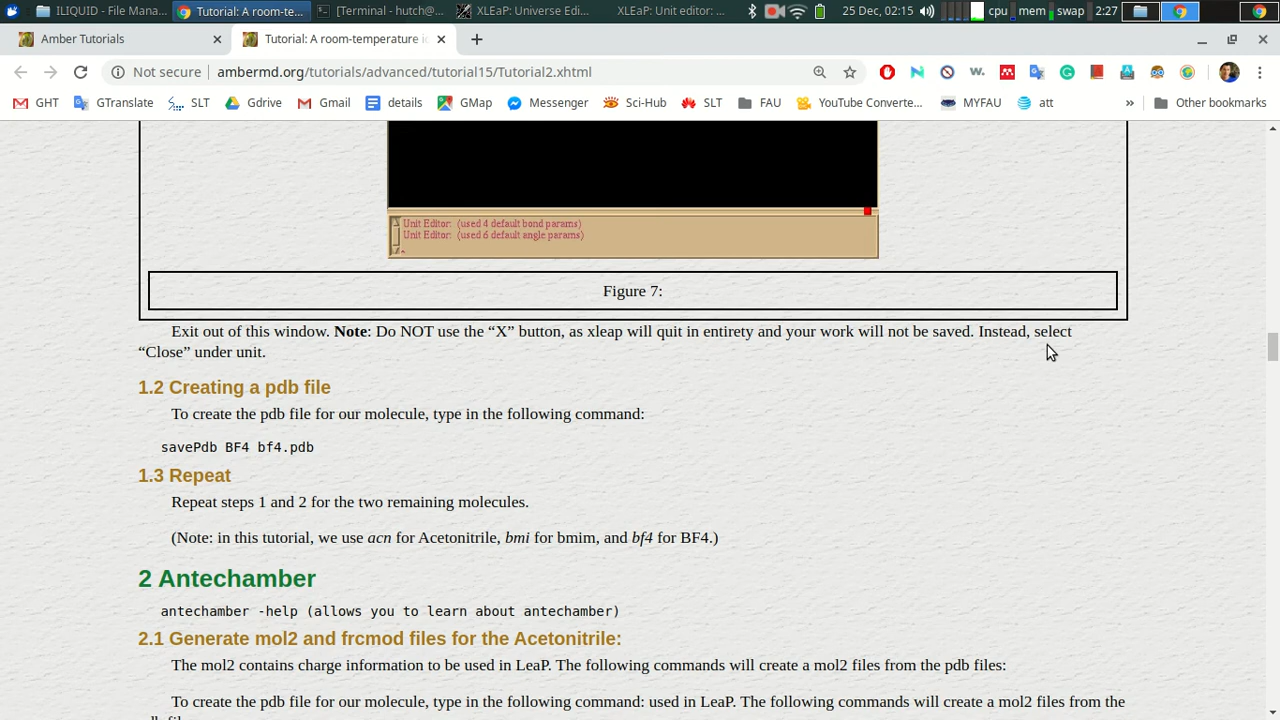 ILIQUID - File Mana...
Tutorial: A room-te...
[Terminal - hutch@...
XLEaP: Universe Edi...
XLEaP: Unit editor: ...
25 Dec, 02:15
cpu
mem
swap
2:27
Amber Tutorials
Tutorial: A room-temperature i
Not secure
ambermd.org/tutorials/advanced/tutorial15/Tutorial2.xhtml
GHT
GTranslate
SLT
Gdrive
Gmail
details
GMap
Messenger
Sci-Hub
SLT
FAU
YouTube Converte...
MYFAU
att
Other bookmarks
Unit Editor: (used 4 default bond params)
Unit Editor: (used 6 default angle params)
Figure 7:
Exit out of this window. Note: Do NOT use the “X” button, as xleap will quit in entirety and your work will not be saved. Instead, select
“Close” under unit.
1.2 Creating a pdb file
To create the pdb file for our molecule, type in the following command:
savePdb BF4 bf4.pdb
1.3 Repeat
Repeat steps 1 and 2 for the two remaining molecules.
(Note: in this tutorial, we use acn for Acetonitrile, bmi for bmim, and bf4 for BF4.)
2 Antechamber
antechamber -help (allows you to learn about antechamber)
2.1 Generate mol2 and frcmod files for the Acetonitrile:
The mol2 contains charge information to be used in LeaP. The following commands will create a mol2 files from the pdb files:
To create the pdb file for our molecule, type in the following command: used in LeaP. The following commands will create a mol2 files from the